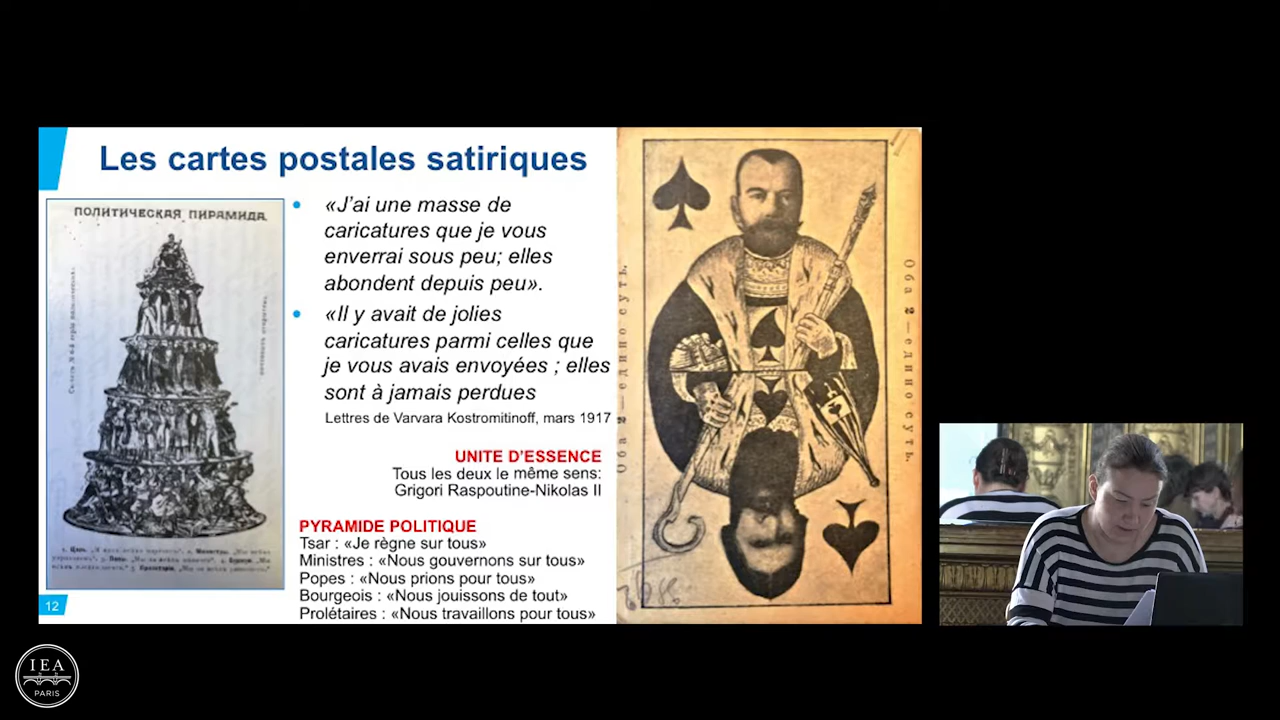 Les cartes postales satiriques
ПОЛИТИЧЕСКАЯ ПИРАМИДА.
«J'ai une masse de
caricatures que je vous
enverrai sous peu; elles
abondent depuis peu».
«Il y avait de jolies
caricatures parmi celles que
je vous avais envoyées ; elles
sont à jamais perdues
Lettres de Varvara Kostromitinoff, mars 1917
UNITE D'ESSENCE
Tous les deux le même sens:
Grigori Raspoutine-Nikolas II
PYRAMIDE POLITIQUE
Tsar : «Je règne sur tous»
Ministres : «Nous gouvernons sur tous»
Popes : «Nous prions pour tous»
Bourgeois : «Nous jouissons de tout»
Prolétaires : «Nous travaillons pour tous»
Оба 2 — едино суть.
Оба 2 — едино суть.
12
IEA
PARIS